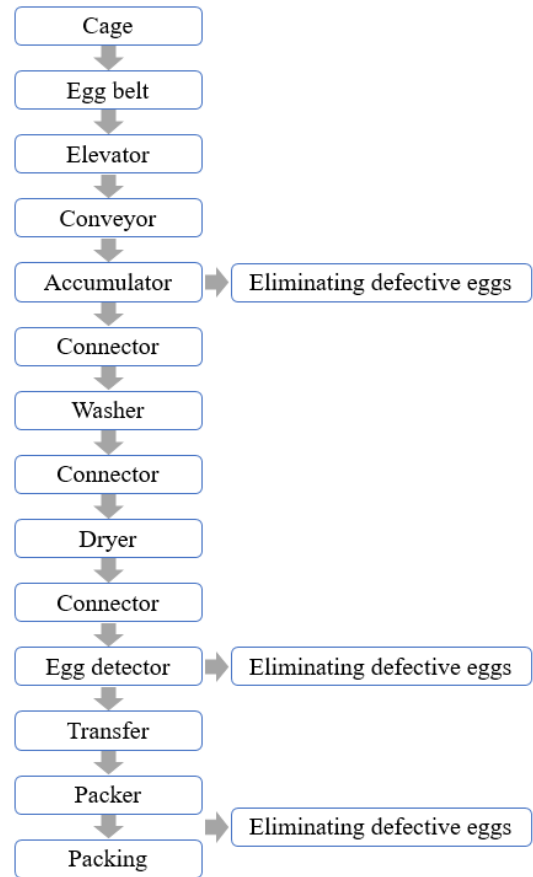 Cage
Egg belt
Elevator
Conveyor
Accumulator
Eliminating defective eggs
Connector
Washer
Connector
Dryer
Connector
Egg detector
Eliminating defective eggs
Transfer
Packer
Eliminating defective eggs
Packing